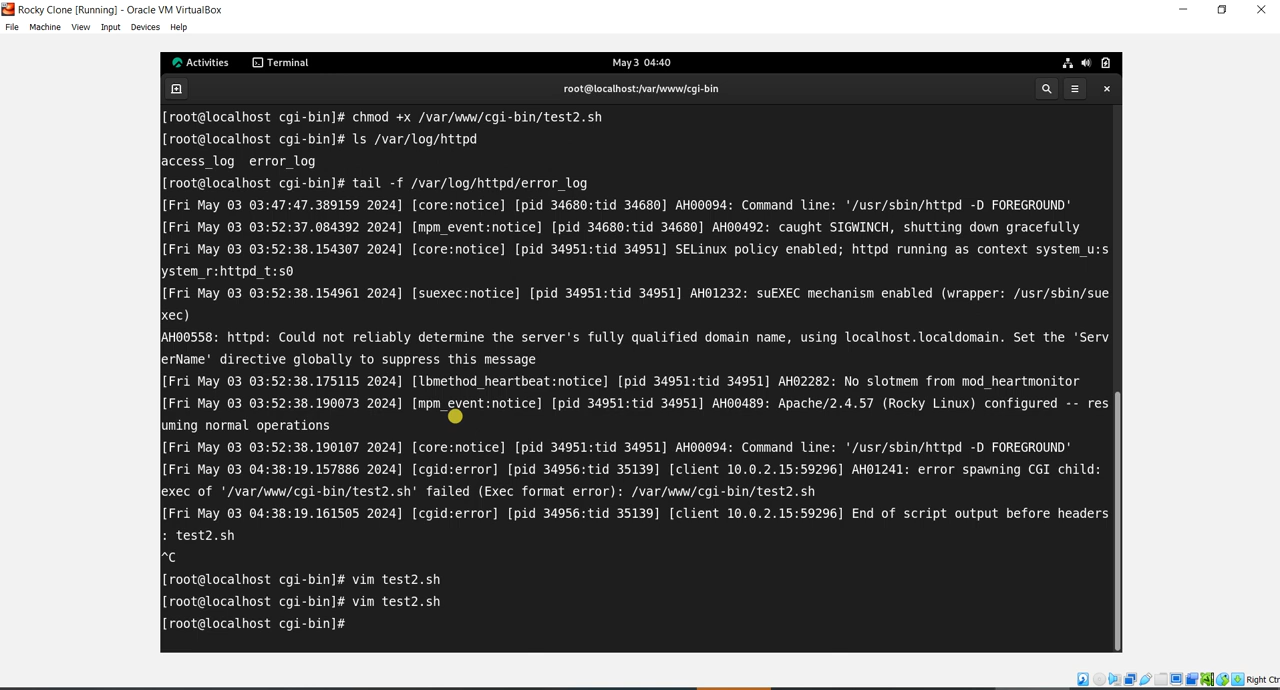 Rocky Clone [Running] - Oracle VM VirtualBox
File Machine View Input Devices Help
Activities Terminal May 3 04:40
root@localhost:/var/www/cgi-bin
[root@localhost cgi-bin]# chmod +x /var/www/cgi-bin/test2.sh
[root@localhost cgi-bin]# ls /var/log/httpd
access_log  error_log
[root@localhost cgi-bin]# tail -f /var/log/httpd/error_log
[Fri May 03 03:47:47.389159 2024] [core:notice] [pid 34680:tid 34680] AH00094: Command line: '/usr/sbin/httpd -D FOREGROUND'
[Fri May 03 03:52:37.084392 2024] [mpm_event:notice] [pid 34680:tid 34680] AH00492: caught SIGWINCH, shutting down gracefully
[Fri May 03 03:52:38.154307 2024] [core:notice] [pid 34951:tid 34951] SELinux policy enabled; httpd running as context system_u:s
ystem_r:httpd_t:s0
[Fri May 03 03:52:38.154961 2024] [suexec:notice] [pid 34951:tid 34951] AH01232: suEXEC mechanism enabled (wrapper: /usr/sbin/sue
xec)
AH00558: httpd: Could not reliably determine the server's fully qualified domain name, using localhost.localdomain. Set the 'Serv
erName' directive globally to suppress this message
[Fri May 03 03:52:38.175115 2024] [lbmethod_heartbeat:notice] [pid 34951:tid 34951] AH02282: No slotmem from mod_heartmonitor
[Fri May 03 03:52:38.190073 2024] [mpm_event:notice] [pid 34951:tid 34951] AH00489: Apache/2.4.57 (Rocky Linux) configured -- res
uming normal operations
[Fri May 03 03:52:38.190107 2024] [core:notice] [pid 34951:tid 34951] AH00094: Command line: '/usr/sbin/httpd -D FOREGROUND'
[Fri May 03 04:38:19.157886 2024] [cgid:error] [pid 34956:tid 35139] [client 10.0.2.15:59296] AH01241: error spawning CGI child:
exec of '/var/www/cgi-bin/test2.sh' failed (Exec format error): /var/www/cgi-bin/test2.sh
[Fri May 03 04:38:19.161505 2024] [cgid:error] [pid 34956:tid 35139] [client 10.0.2.15:59296] End of script output before headers
: test2.sh
^C
[root@localhost cgi-bin]# vim test2.sh
[root@localhost cgi-bin]# vim test2.sh
[root@localhost cgi-bin]#
Right Ctr